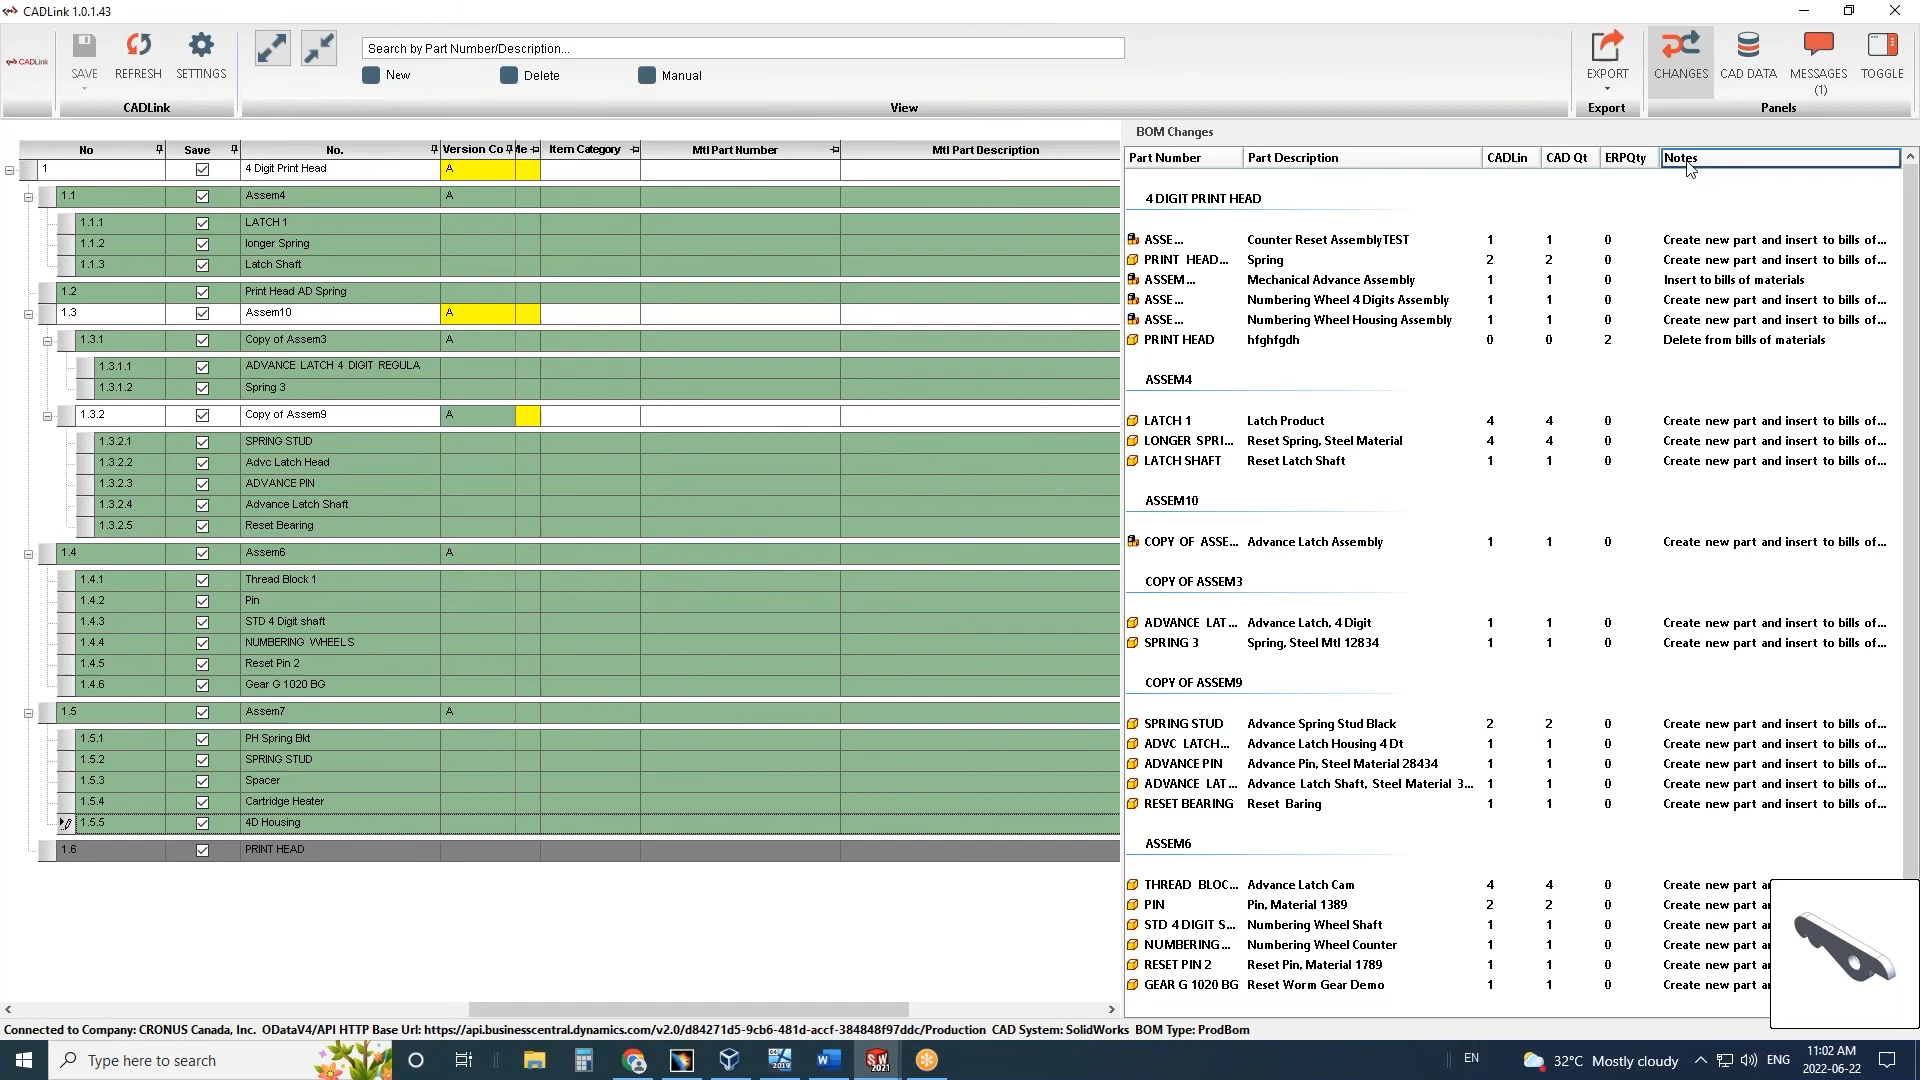 CADLink 1.0.1.43
CADLink
SAVE
REFRESH
SETTINGS
CADLink
Search by Part Number/Description...
New
Delete
Manual
View
EXPORT
Export
CHANGES
CAD DATA
MESSAGES
(1)
TOGGLE
Panels
No Save No. Version Co Me Item Category Mtl Part Number Mtl Part Description
1 4 Digit Print Head A
1.1 Assem4 A
1.1.1 LATCH 1
1.1.2 longer Spring
1.1.3 Latch Shaft
1.2 Print Head AD Spring
1.3 Assem10 A
1.3.1 Copy of Assem3 A
1.3.1.1 ADVANCE LATCH 4 DIGIT REGULA
1.3.1.2 Spring 3
1.3.2 Copy of Assem9 A
1.3.2.1 SPRING STUD
1.3.2.2 Advc Latch Head
1.3.2.3 ADVANCE PIN
1.3.2.4 Advance Latch Shaft
1.3.2.5 Reset Bearing
1.4 Assem6 A
1.4.1 Thread Block 1
1.4.2 Pin
1.4.3 STD 4 Digit shaft
1.4.4 NUMBERING WHEELS
1.4.5 Reset Pin 2
1.4.6 Gear G 1020 BG
1.5 Assem7 A
1.5.1 PH Spring Bkt
1.5.2 SPRING STUD
1.5.3 Spacer
1.5.4 Cartridge Heater
1.5.5 4D Housing
1.6 PRINT HEAD
BOM Changes
Part Number Part Description CADLin CAD Qt ERPQty Notes
4 DIGIT PRINT HEAD
ASSE... Counter Reset AssemblyTEST 1 1 0 Create new part and insert to bills of...
PRINT HEAD... Spring 2 2 0 Create new part and insert to bills of...
ASSEM... Mechanical Advance Assembly 1 1 0 Insert to bills of materials
ASSE... Numbering Wheel 4 Digits Assembly 1 1 0 Create new part and insert to bills of...
ASSE... Numbering Wheel Housing Assembly 1 1 0 Create new part and insert to bills of...
PRINT HEAD hfghfgdh 0 0 2 Delete from bills of materials
ASSEM4
LATCH 1 Latch Product 4 4 0 Create new part and insert to bills of...
LONGER SPRI... Reset Spring, Steel Material 4 4 0 Create new part and insert to bills of...
LATCH SHAFT Reset Latch Shaft 1 1 0 Create new part and insert to bills of...
ASSEM10
COPY OF ASSE... Advance Latch Assembly 1 1 0 Create new part and insert to bills of...
COPY OF ASSEM3
ADVANCE LAT... Advance Latch, 4 Digit 1 1 0 Create new part and insert to bills of...
SPRING 3 Spring, Steel Mtl 12834 1 1 0 Create new part and insert to bills of...
COPY OF ASSEM9
SPRING STUD Advance Spring Stud Black 2 2 0 Create new part and insert to bills of...
ADVC LATCH... Advance Latch Housing 4 Dt 1 1 0 Create new part and insert to bills of...
ADVANCE PIN Advance Pin, Steel Material 28434 1 1 0 Create new part and insert to bills of...
ADVANCE LAT... Advance Latch Shaft, Steel Material 3... 1 1 0 Create new part and insert to bills of...
RESET BEARING Reset Baring 1 1 0 Create new part and insert to bills of...
ASSEM6
THREAD BLOC... Advance Latch Cam 4 4 0 Create new part a
PIN Pin, Material 1389 2 2 0 Create new part a
STD 4 DIGIT S... Numbering Wheel Shaft 1 1 0 Create new part a
NUMBERING... Numbering Wheel Counter 1 1 0 Create new part a
RESET PIN 2 Reset Pin, Material 1789 1 1 0 Create new part a
GEAR G 1020 BG Reset Worm Gear Demo 1 1 0 Create new part a
Connected to Company: CRONUS Canada, Inc. ODataV4/API HTTP Base Url: https://api.businesscentral.dynamics.com/v2.0/d84271d5-9cb6-481d-accf-384848f97ddc/Production CAD System: SolidWorks BOM Type: ProdBom
Type here to search
2019
W
SW
2021
EN
32°C Mostly cloudy
ENG
11:02 AM
2022-06-22